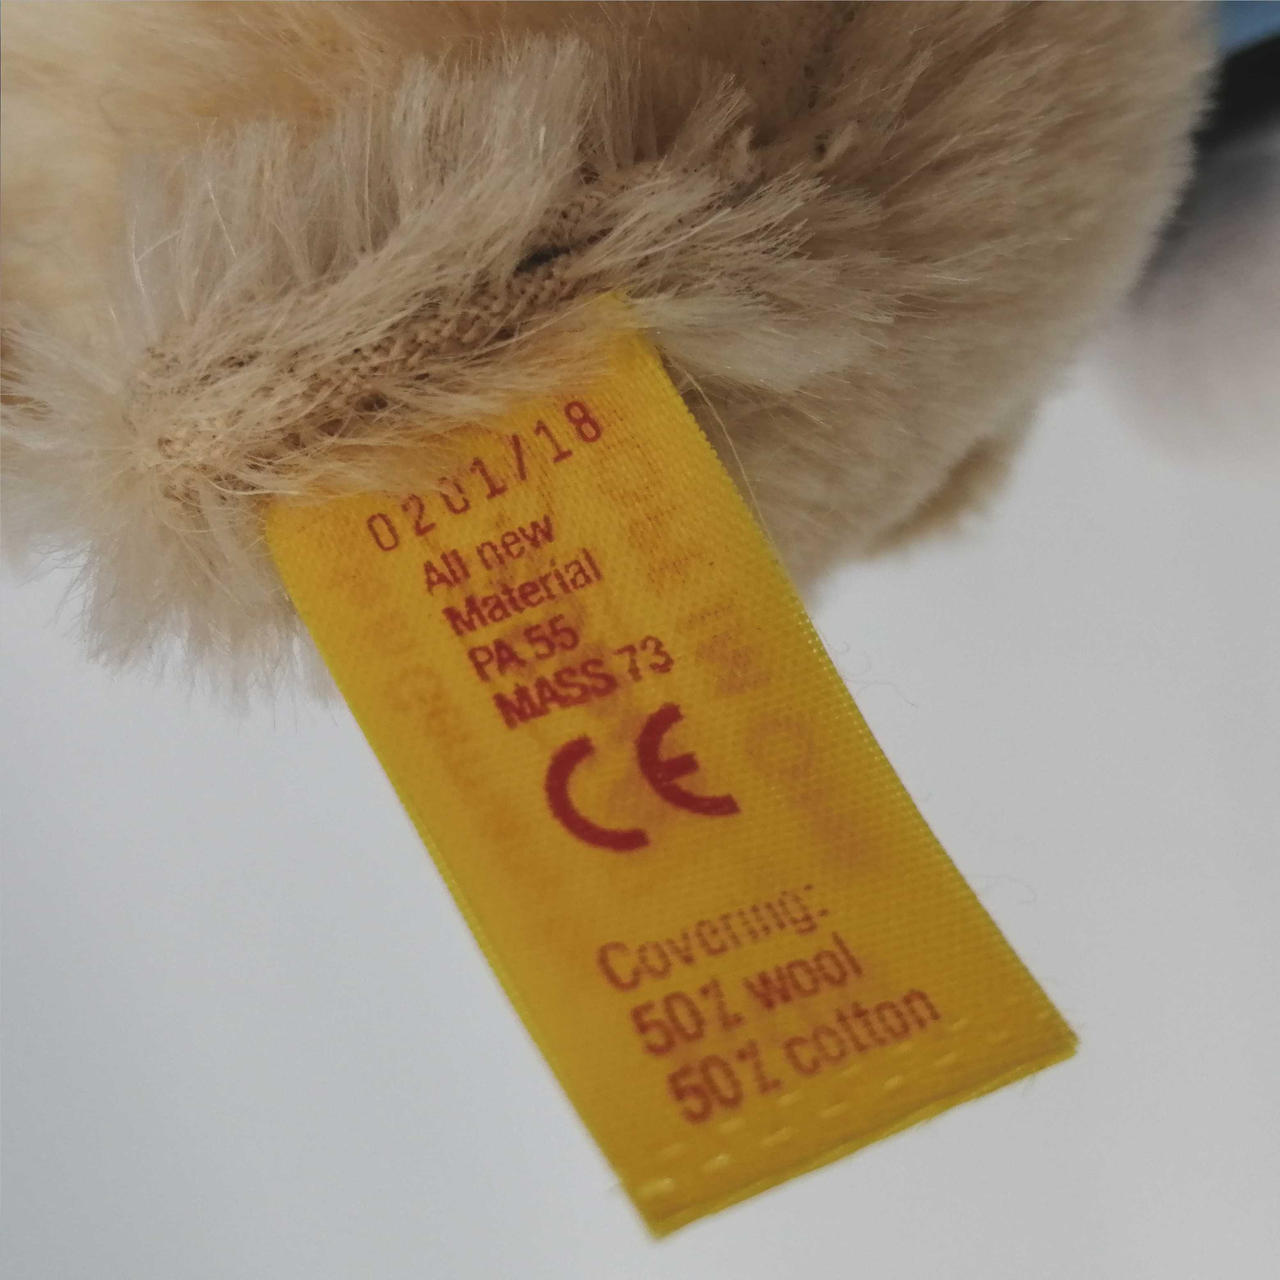 0201/18
All new
Material
PA 55
MASS 73
CE
Covering:
50% wool
50% cotton